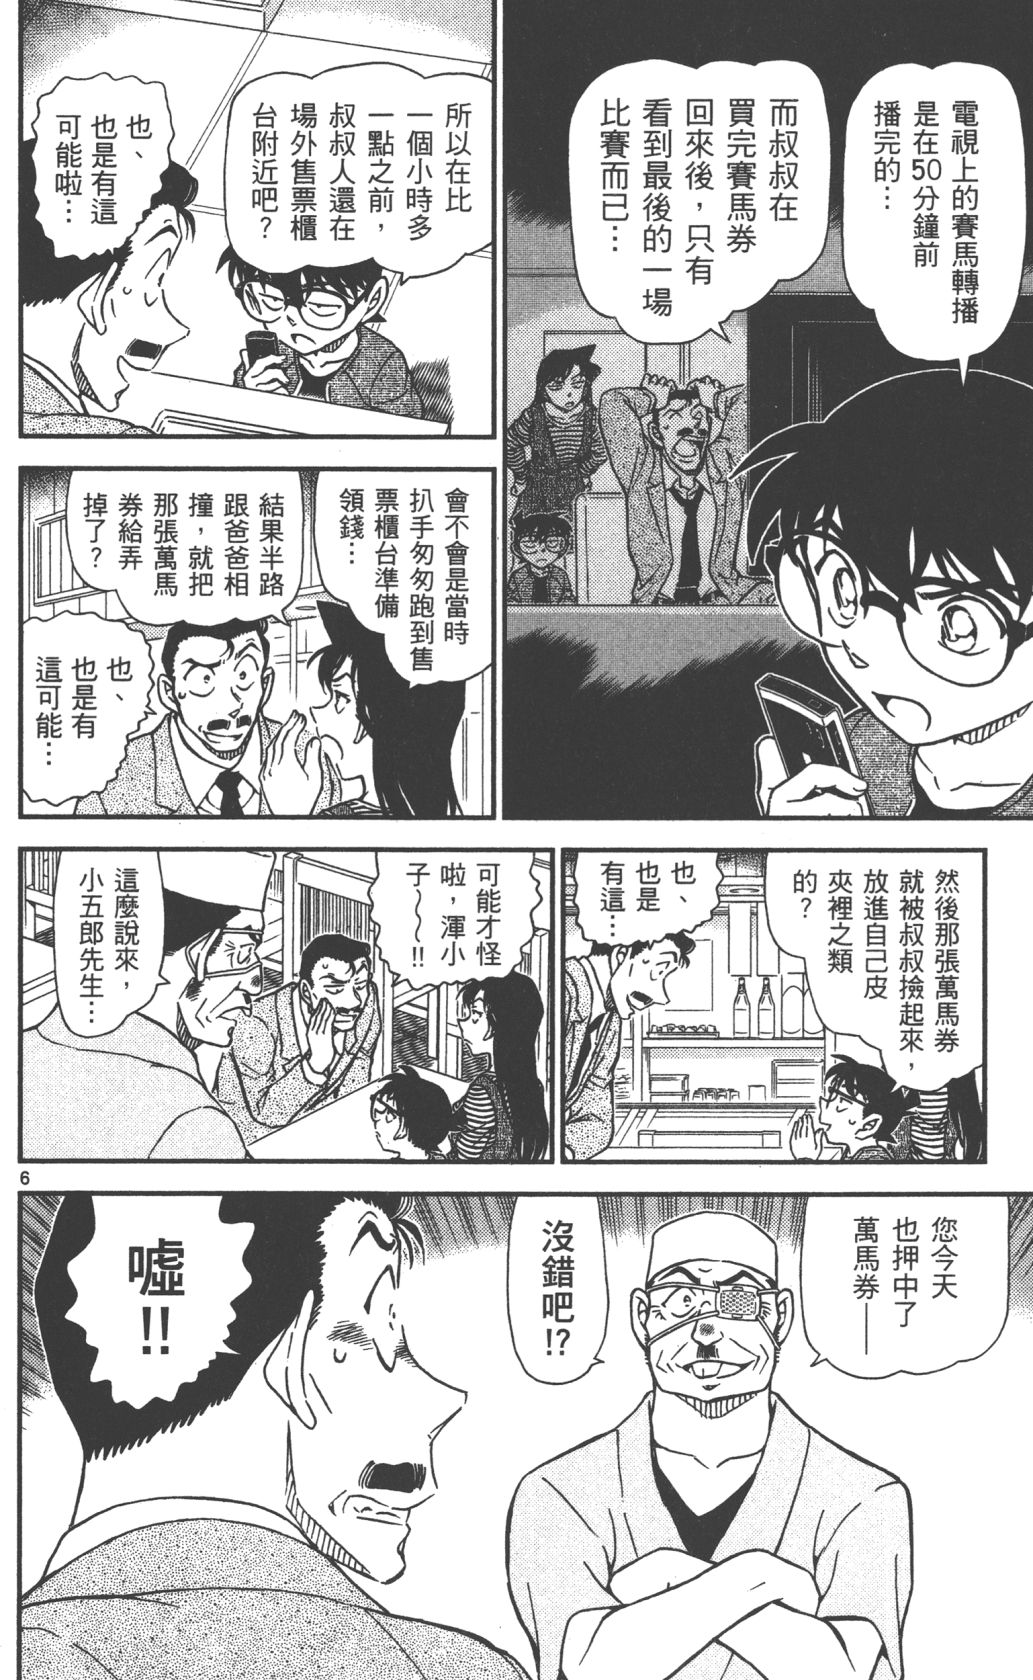 電視上的賽馬轉播
是在50分鐘前
播完的…
而叔叔在
買完賽馬券
回來後，只有
看到最後的一場
比賽而已…
所以在比
一個小時多
一點之前，
叔叔人還在
場外售票櫃
台附近吧？
也、
也是有這
可能啦…
會不會是當時
扒手匆匆跑到售
票櫃台準備
領錢…
結果半路
跟爸爸相
撞，就把
那張萬馬
券給弄
掉了？
也、
也是有
這可能…
然後那張萬馬券
就被叔叔撿起來，
放進自己皮
夾裡之類
的？
也、
也是
有這…
可能才怪
啦，渾小
子～!!
這麼說來，
小五郎先生…
6
您今天
也押中了
萬馬券——
沒錯吧!?
噓!!